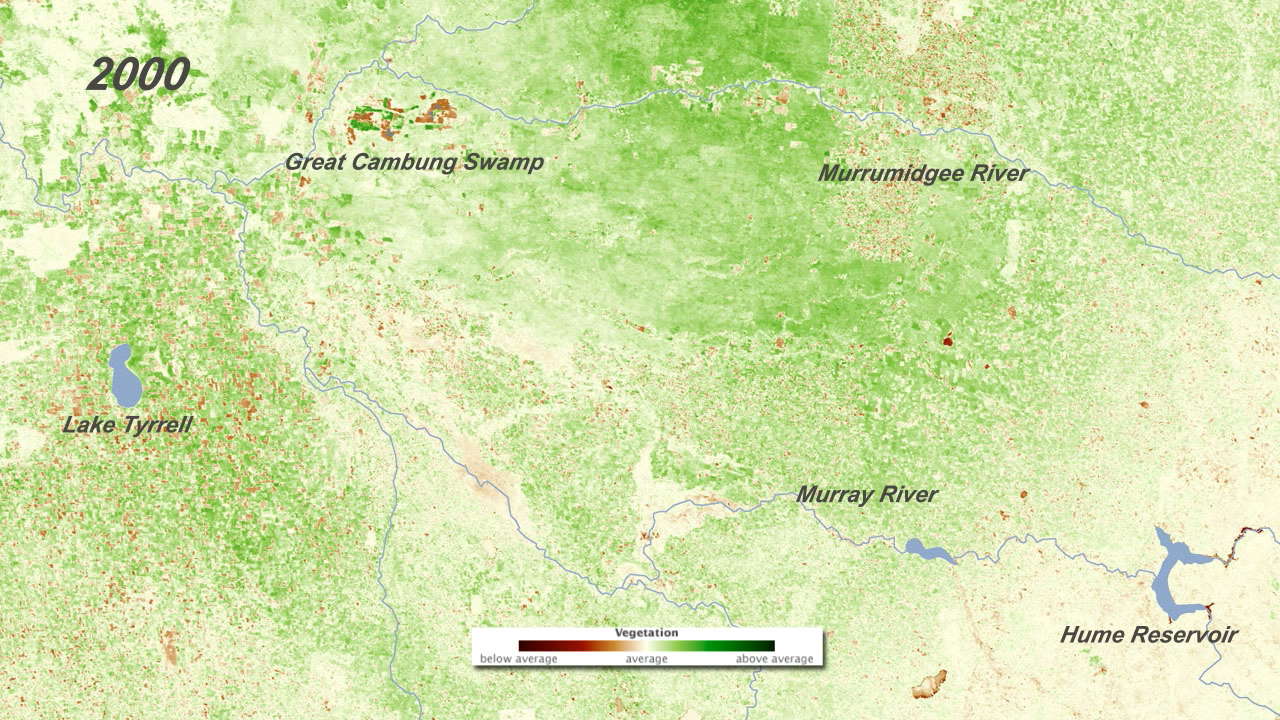 2000
Great Cambung Swamp
Murrumidgee River
Lake Tyrrell
Murray River
Hume Reservoir
Vegetation
below average average above average